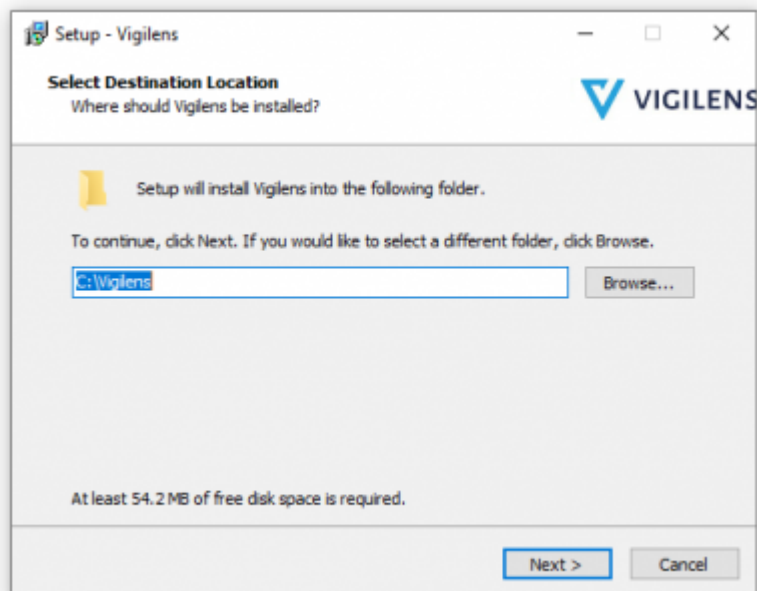 Setup - Vigilens
Select Destination Location
Where should Vigilens be installed?
VIGILENS
Setup will install Vigilens into the following folder.
To continue, click Next. If you would like to select a different folder, click Browse.
C:\Vigilens
Browse...
At least 54.2 MB of free disk space is required.
Next >
Cancel